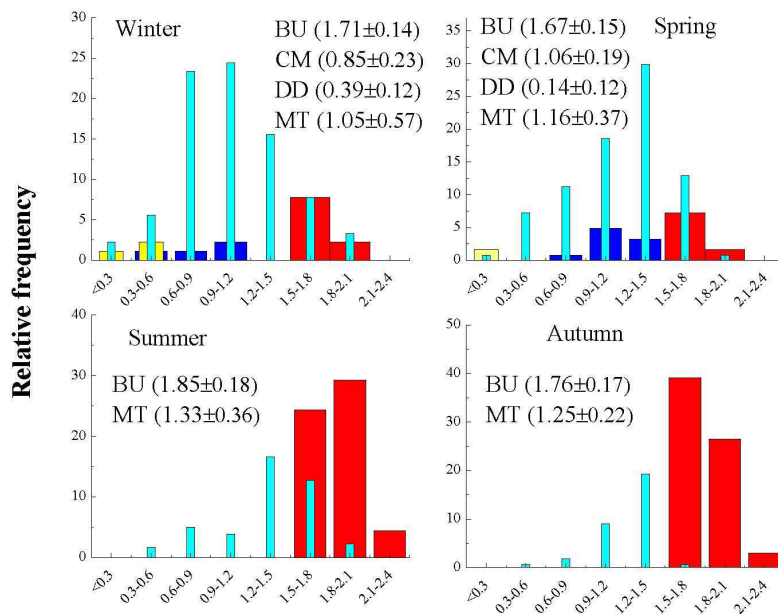 Relative frequency
Winter
BU (1.71±0.14)
CM (0.85±0.23)
DD (0.39±0.12)
MT (1.05±0.57)
30
25
20
15
10
5
0
<0.3 0.3-0.6 0.6-0.9 0.9-1.2 1.2-1.5 1.5-1.8 1.8-2.1 2.1-2.4
Spring
BU (1.67±0.15)
CM (1.06±0.19)
DD (0.14±0.12)
MT (1.16±0.37)
35
30
25
20
15
10
5
0
<0.3 0.3-0.6 0.6-0.9 0.9-1.2 1.2-1.5 1.5-1.8 1.8-2.1 2.1-2.4
Summer
BU (1.85±0.18)
MT (1.33±0.36)
40
30
20
10
0
<0.3 0.3-0.6 0.6-0.9 0.9-1.2 1.2-1.5 1.5-1.8 1.8-2.1 2.1-2.4
Autumn
BU (1.76±0.17)
MT (1.25±0.22)
50
40
30
20
10
0
<0.3 0.3-0.6 0.6-0.9 0.9-1.2 1.2-1.5 1.5-1.8 1.8-2.1 2.1-2.4